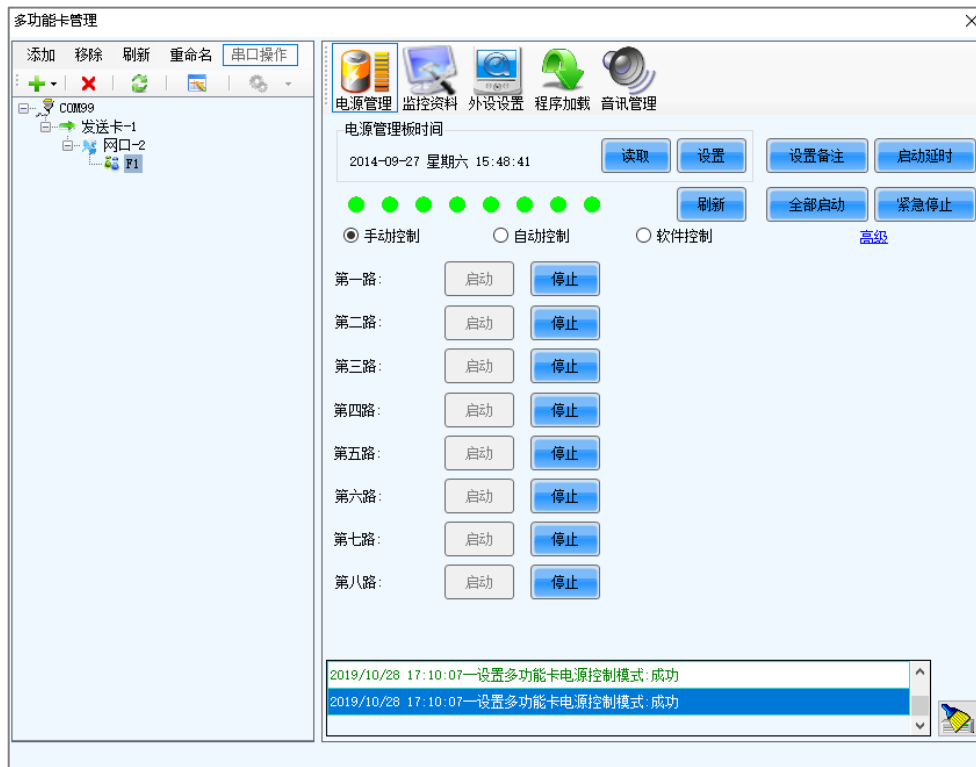 多功能卡管理
添加 移除 刷新 重命名 串口操作
COM99
发送卡-1
网口-2
F1
电源管理 监控资料 外设设置 程序加载 音讯管理
电源管理板时间
2014-09-27 星期六 15:48:41 读取 设置 设置备注 启动延时
刷新 全部启动 紧急停止
手动控制 自动控制 软件控制 高级
第一路: 启动 停止
第二路: 启动 停止
第三路: 启动 停止
第四路: 启动 停止
第五路: 启动 停止
第六路: 启动 停止
第七路: 启动 停止
第八路: 启动 停止
2019/10/28 17:10:07—设置多功能卡电源控制模式:成功
2019/10/28 17:10:07—设置多功能卡电源控制模式:成功